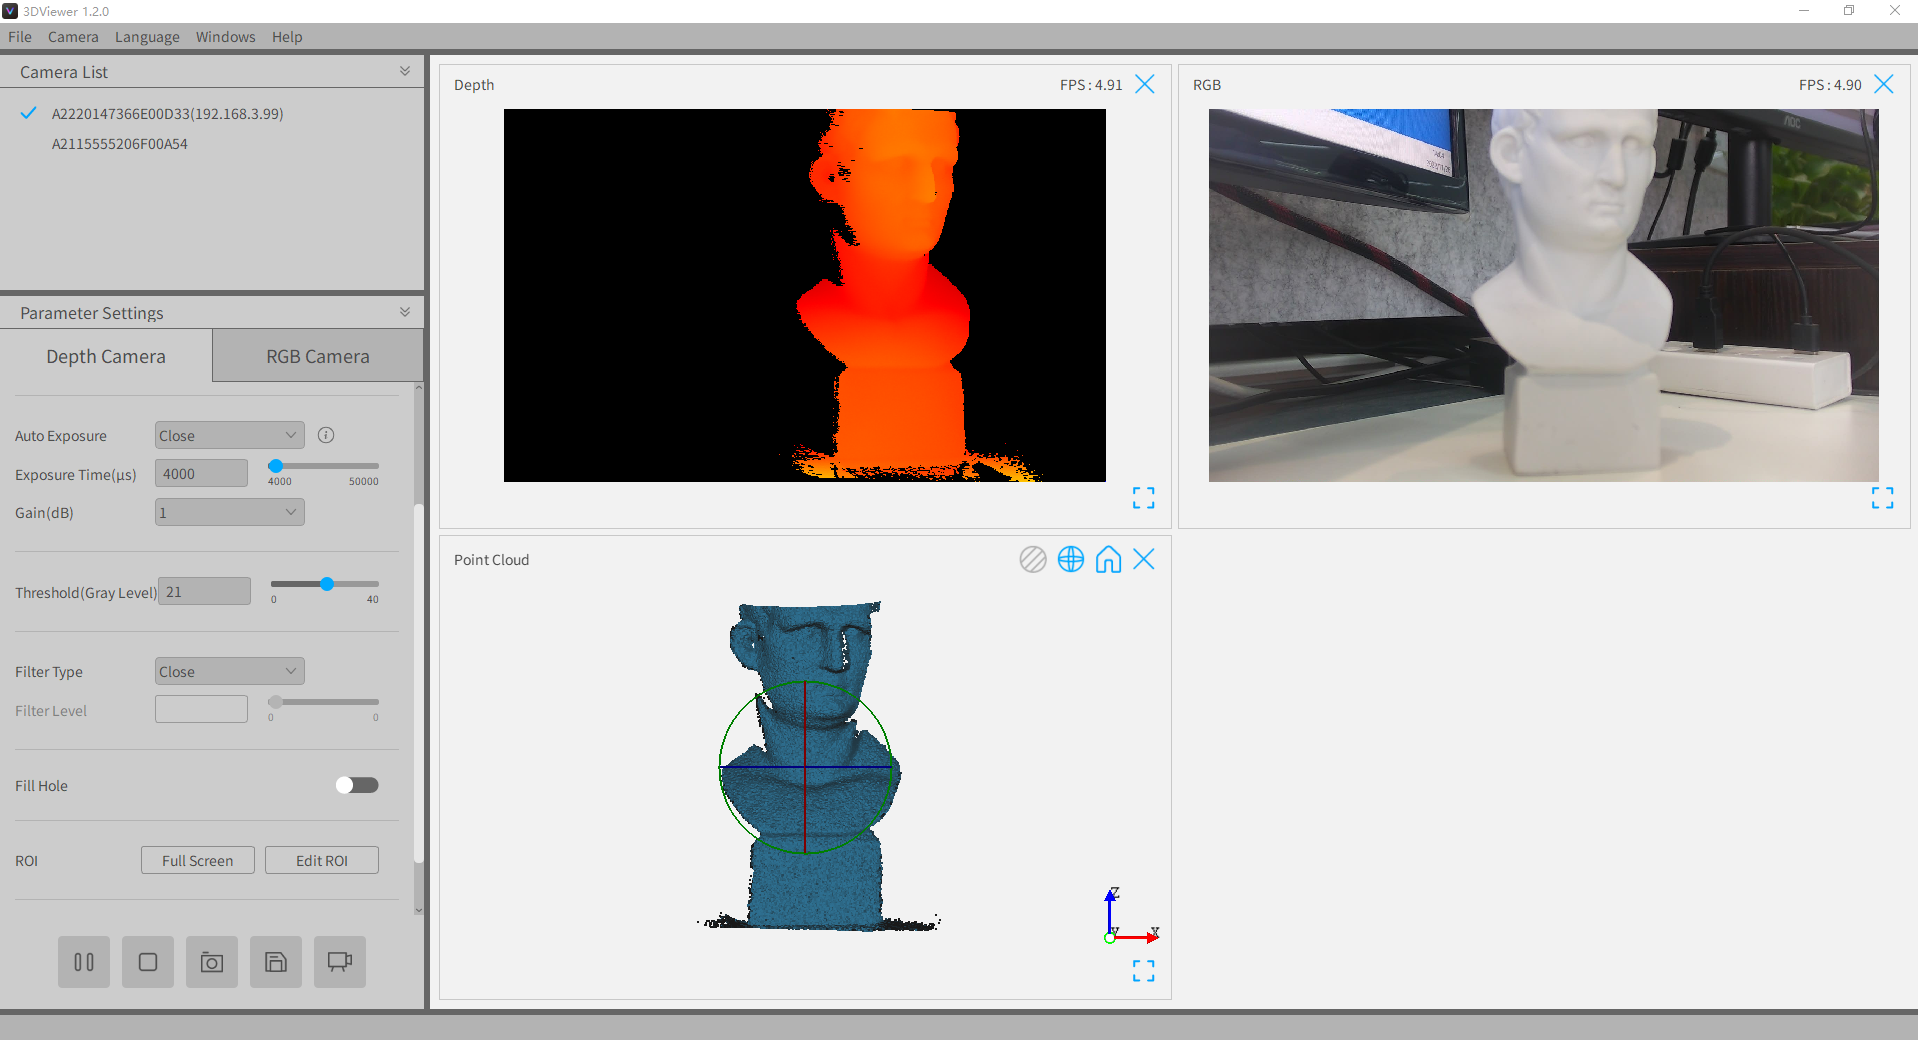 3DViewer 1.2.0
File Camera Language Windows Help
Camera List
A2220147366E00D33(192.168.3.99)
A2115555206F00A54
Parameter Settings
Depth Camera RGB Camera
Auto Exposure Close
Exposure Time(μs) 4000
4000 50000
Gain(dB) 1
Threshold(Gray Level) 21
0 40
Filter Type Close
Filter Level
0 0
Fill Hole
ROI Full Screen Edit ROI
Depth FPS : 4.91
RGB FPS : 4.90
AOC
Point Cloud
Z
Y X